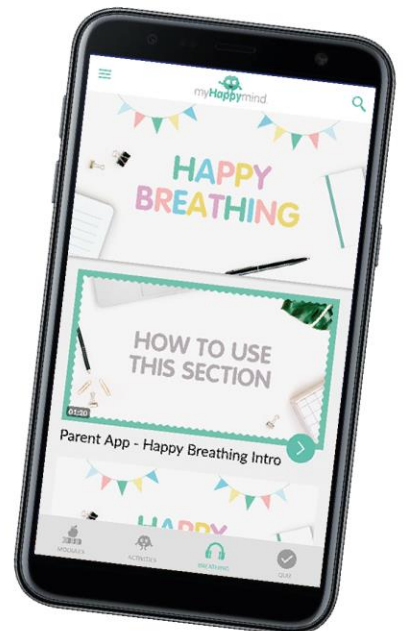 myHappymind
HAPPY
BREATHING
HOW TO USE
THIS SECTION
01:10
Parent App - Happy Breathing Intro
HAPPY
MODULES
ACTIVITIES
BREATHING
QUIZ